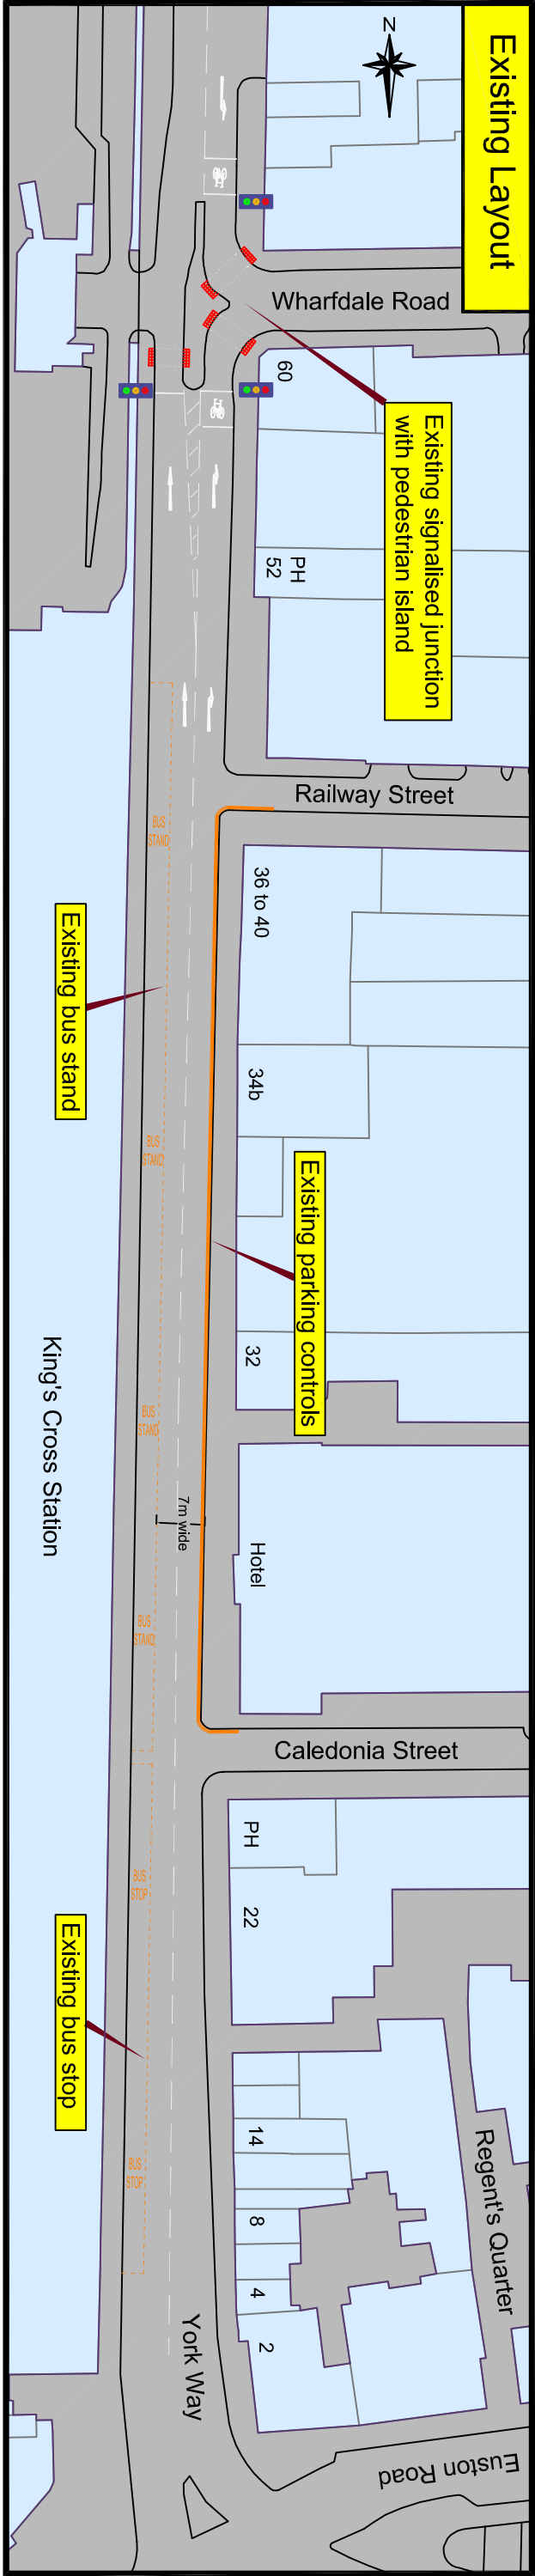 Existing Layout
N
Wharfdale Road
60
Existing signalised junction
with pedestrian island
PH
52
Railway Street
BUS
STAND
36 to 40
Existing bus stand
34b
BUS
STAND
Existing parking controls
32
King's Cross Station
BUS
STAND
7m wide
Hotel
BUS
STAND
Caledonia Street
PH
BUS
STOP
22
Existing bus stop
14
BUS
STOP
Regent's Quarter
8
4
2
York Way
Euston Road